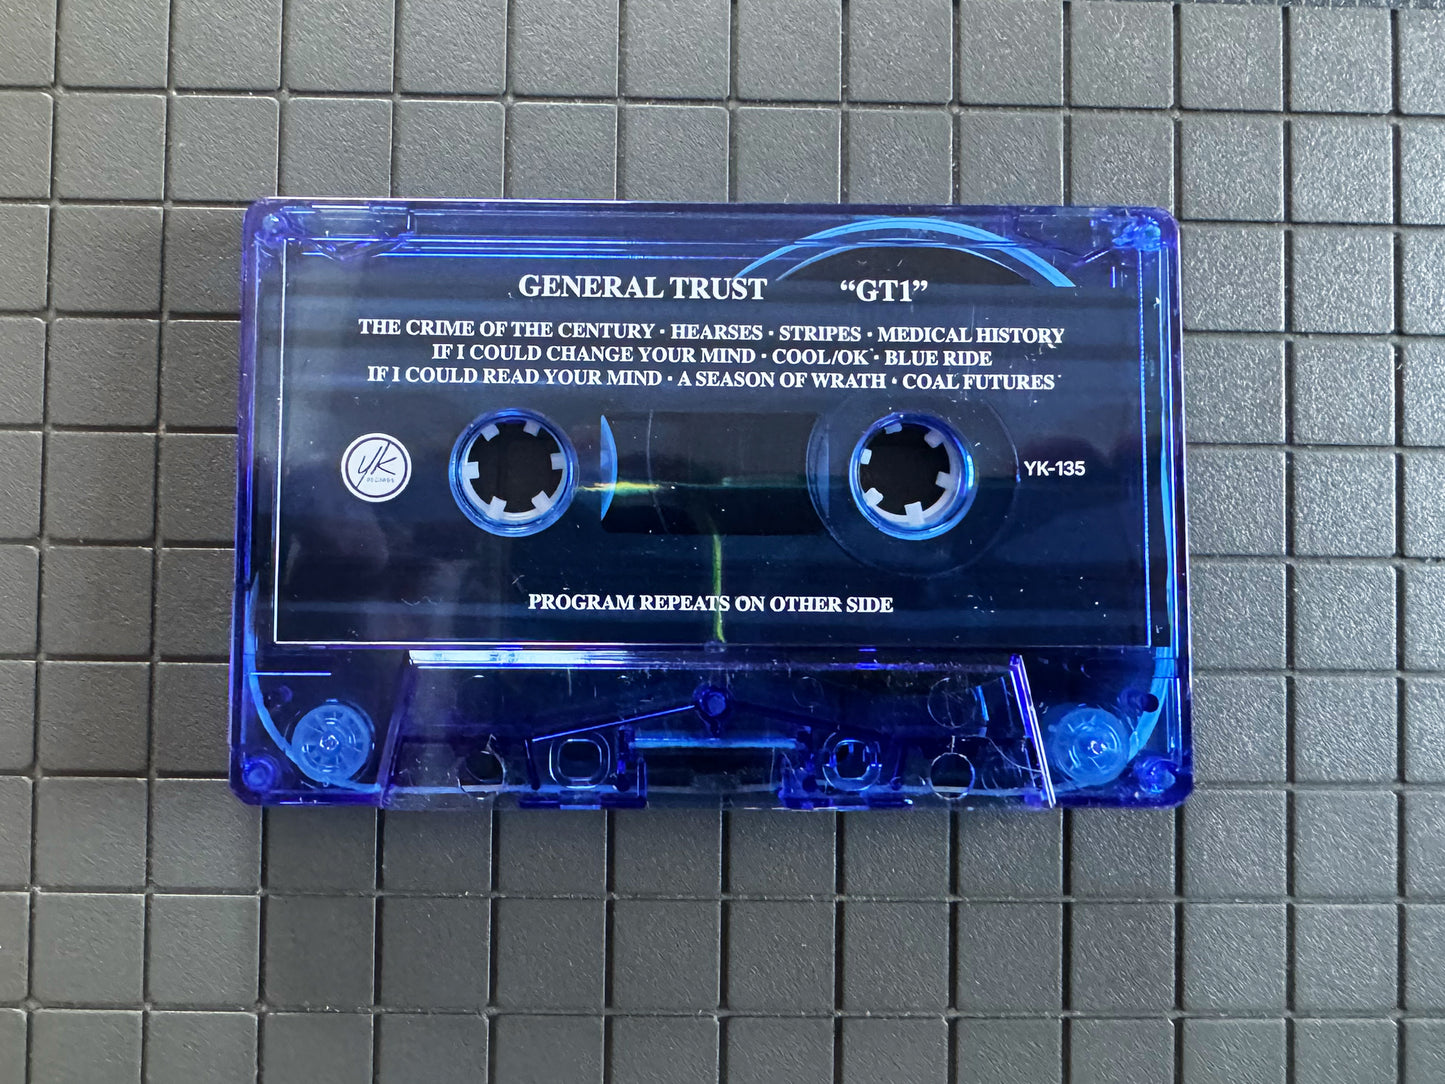 GENERAL TRUST “GT1”
THE CRIME OF THE CENTURY · HEARSES · STRIPES · MEDICAL HISTORY
IF I COULD CHANGE YOUR MIND · COOL/OK · BLUE RIDE
IF I COULD READ YOUR MIND · A SEASON OF WRATH · COAL FUTURES
yk
RECORDS
YK-135
PROGRAM REPEATS ON OTHER SIDE